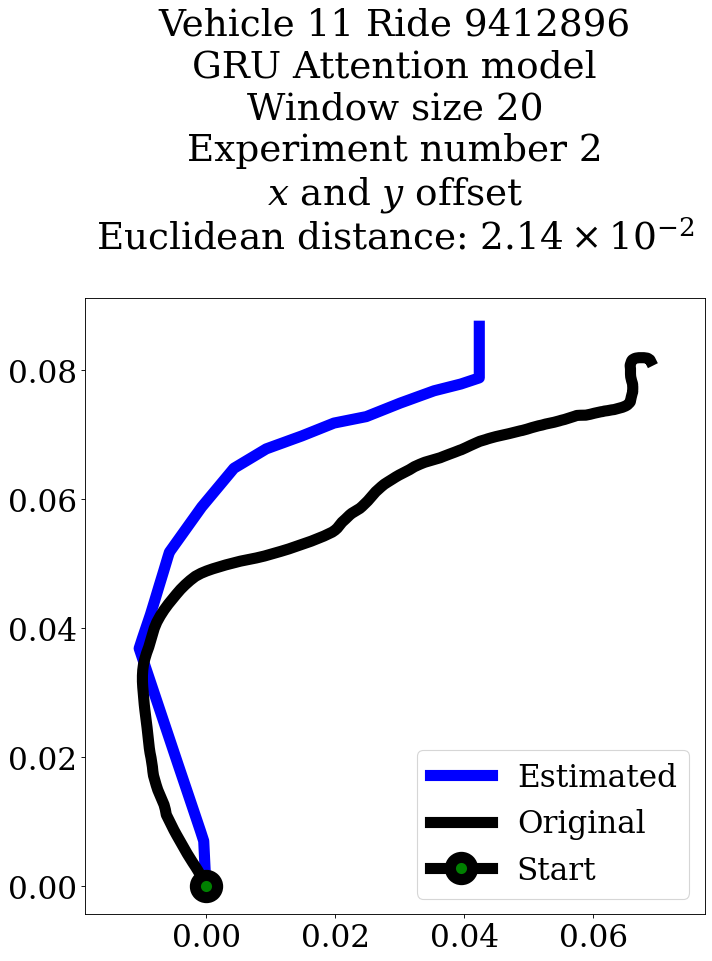 Vehicle 11 Ride 9412896
GRU Attention model
Window size 20
Experiment number 2
x and y offset
Euclidean distance: 2.14 × 10⁻²
0.08
0.06
0.04
0.02
0.00
Estimated
Original
Start
0.00 0.02 0.04 0.06